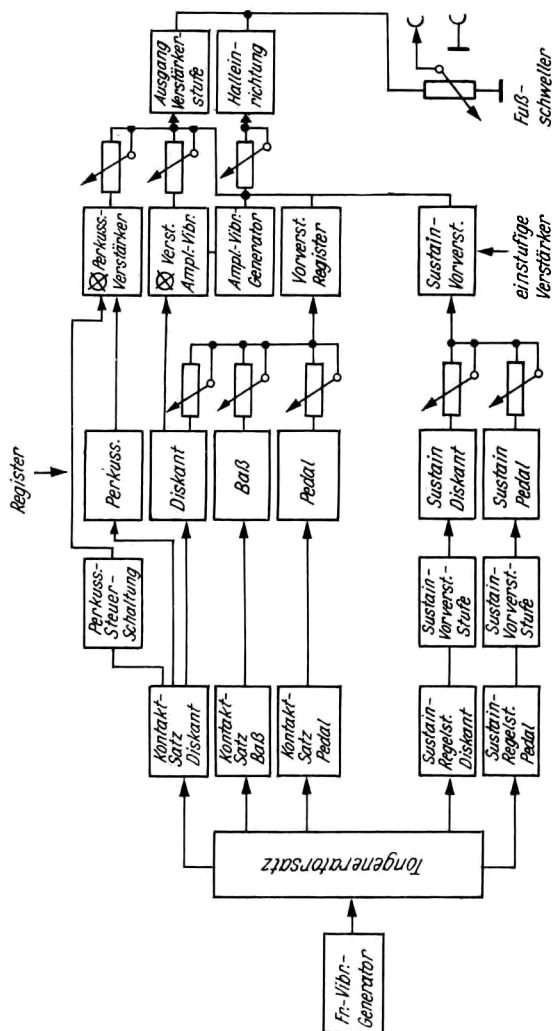 Fr.-Vibr.-
Generator
Tongeneratorsatz
Kontakt-
Satz
Diskant
Kontakt-
Satz
Baß
Kontakt-
Satz
Pedal
Sustain-
Regelst.
Diskant
Sustain-
Regelst.
Pedal
Perkuss.-
Steuer-
Schaltung
Sustain-
Vorverst.-
Stufe
Sustain-
Vorverst.-
Stufe
Register
Perkuss.
Diskant
Baß
Pedal
Sustain
Diskant
Sustain
Pedal
Perkuss.-
Verstärker
Verst.
Ampl.-Vibr.
Ampl.-Vibr.-
Generator
Vorverst.
Register
Sustain-
Vorverst.
einstufige
Verstärker
Ausgang
Verstärker-
stufe
Hallein-
richtung
Fuß-
schweller